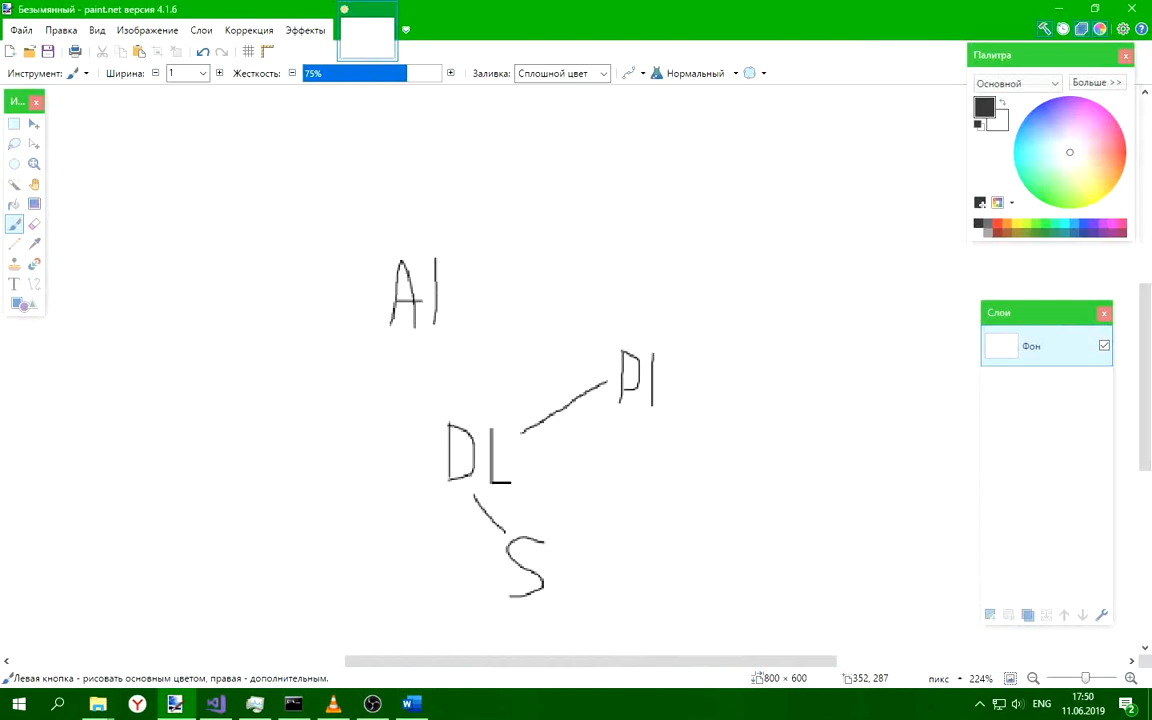 Безымянный - paint.net версия 4.1.6
Файл Правка Вид Изображение Слои Коррекция Эффекты
Инструмент: Ширина: 1 Жесткость: 75% Заливка: Сплошной цвет Нормальный
Палитра
Основной Больше >>
И...
AI
DI
DL
S
Слои
Фон
Левая кнопка - рисовать основным цветом, правая - дополнительным. 800 × 600 352, 287 пикс 224%
ENG 17:50
11.06.2019 2